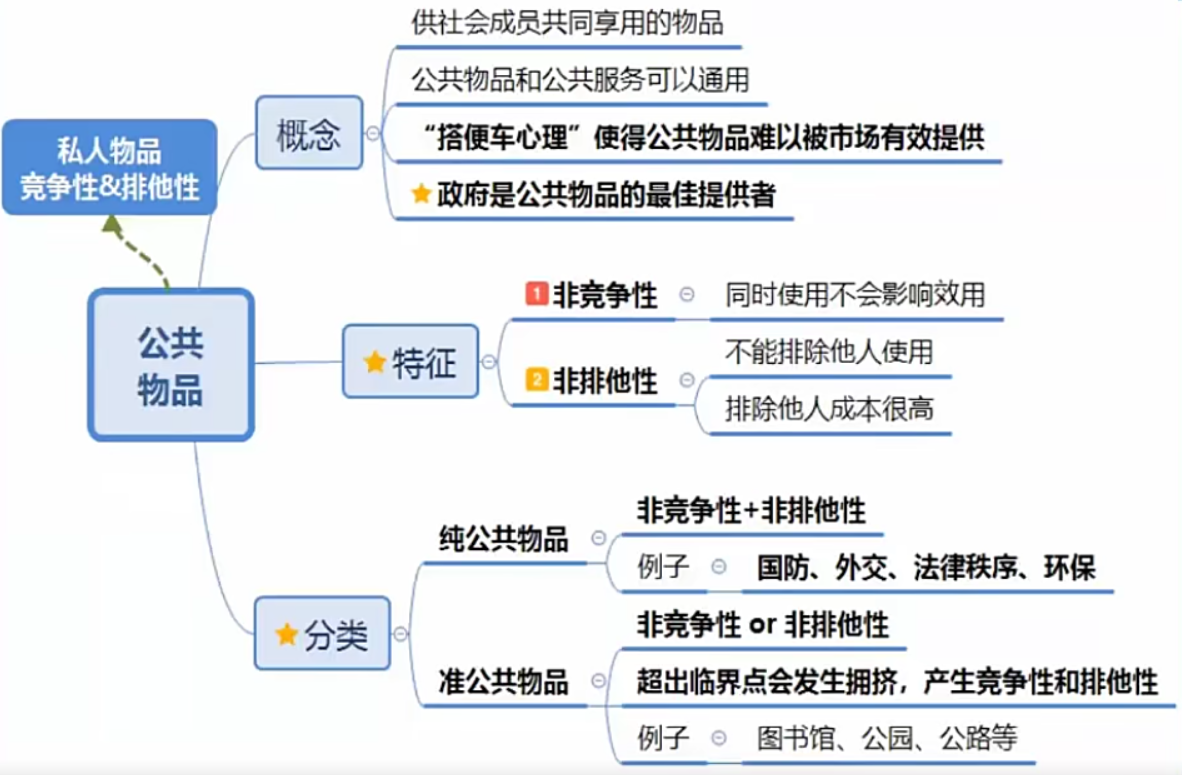 供社会成员共同享用的物品
公共物品和公共服务可以通用
概念
“搭便车心理”使得公共物品难以被市场有效提供
政府是公共物品的最佳提供者
私人物品
竞争性&排他性
公共
物品
特征
1 非竞争性
同时使用不会影响效用
2 非排他性
不能排除他人使用
排除他人成本很高
分类
纯公共物品
非竞争性+非排他性
例子
国防、外交、法律秩序、环保
准公共物品
非竞争性 or 非排他性
超出临界点会发生拥挤，产生竞争性和排他性
例子
图书馆、公园、公路等